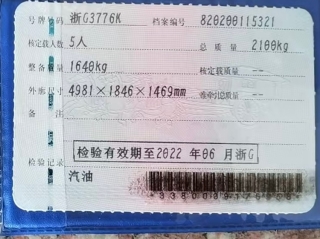 号牌号码 浙G3776K 档案编号 820200115321
核定载人数 5人 总质量 2100kg
整备质量 1640kg 核定载质量 --
外廓尺寸 4981×1846×1469mm 准牵引总质量 --
备注
检验有效期至2022年06月浙G
检验记录
汽油